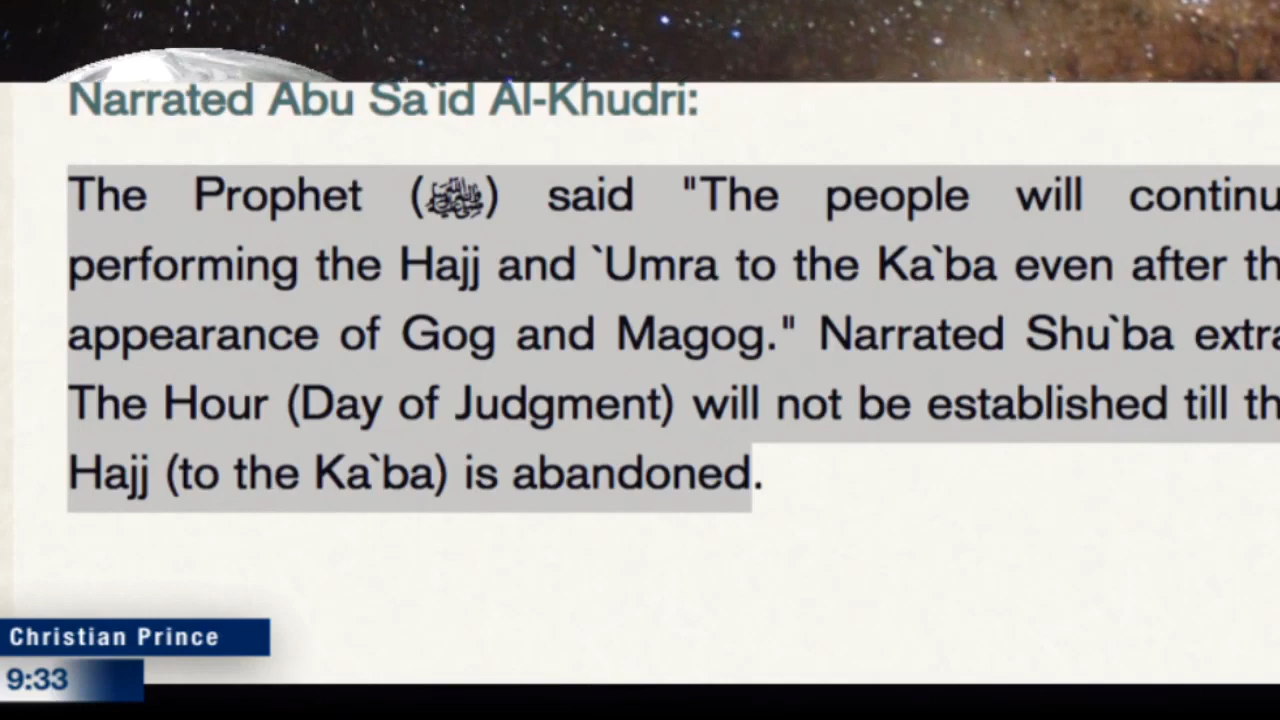 Narrated Abu Sa`id Al-Khudri:
The Prophet (ﷺ) said "The people will continu
performing the Hajj and `Umra to the Ka`ba even after th
appearance of Gog and Magog." Narrated Shu`ba extra
The Hour (Day of Judgment) will not be established till th
Hajj (to the Ka`ba) is abandoned.
Christian Prince
9:33